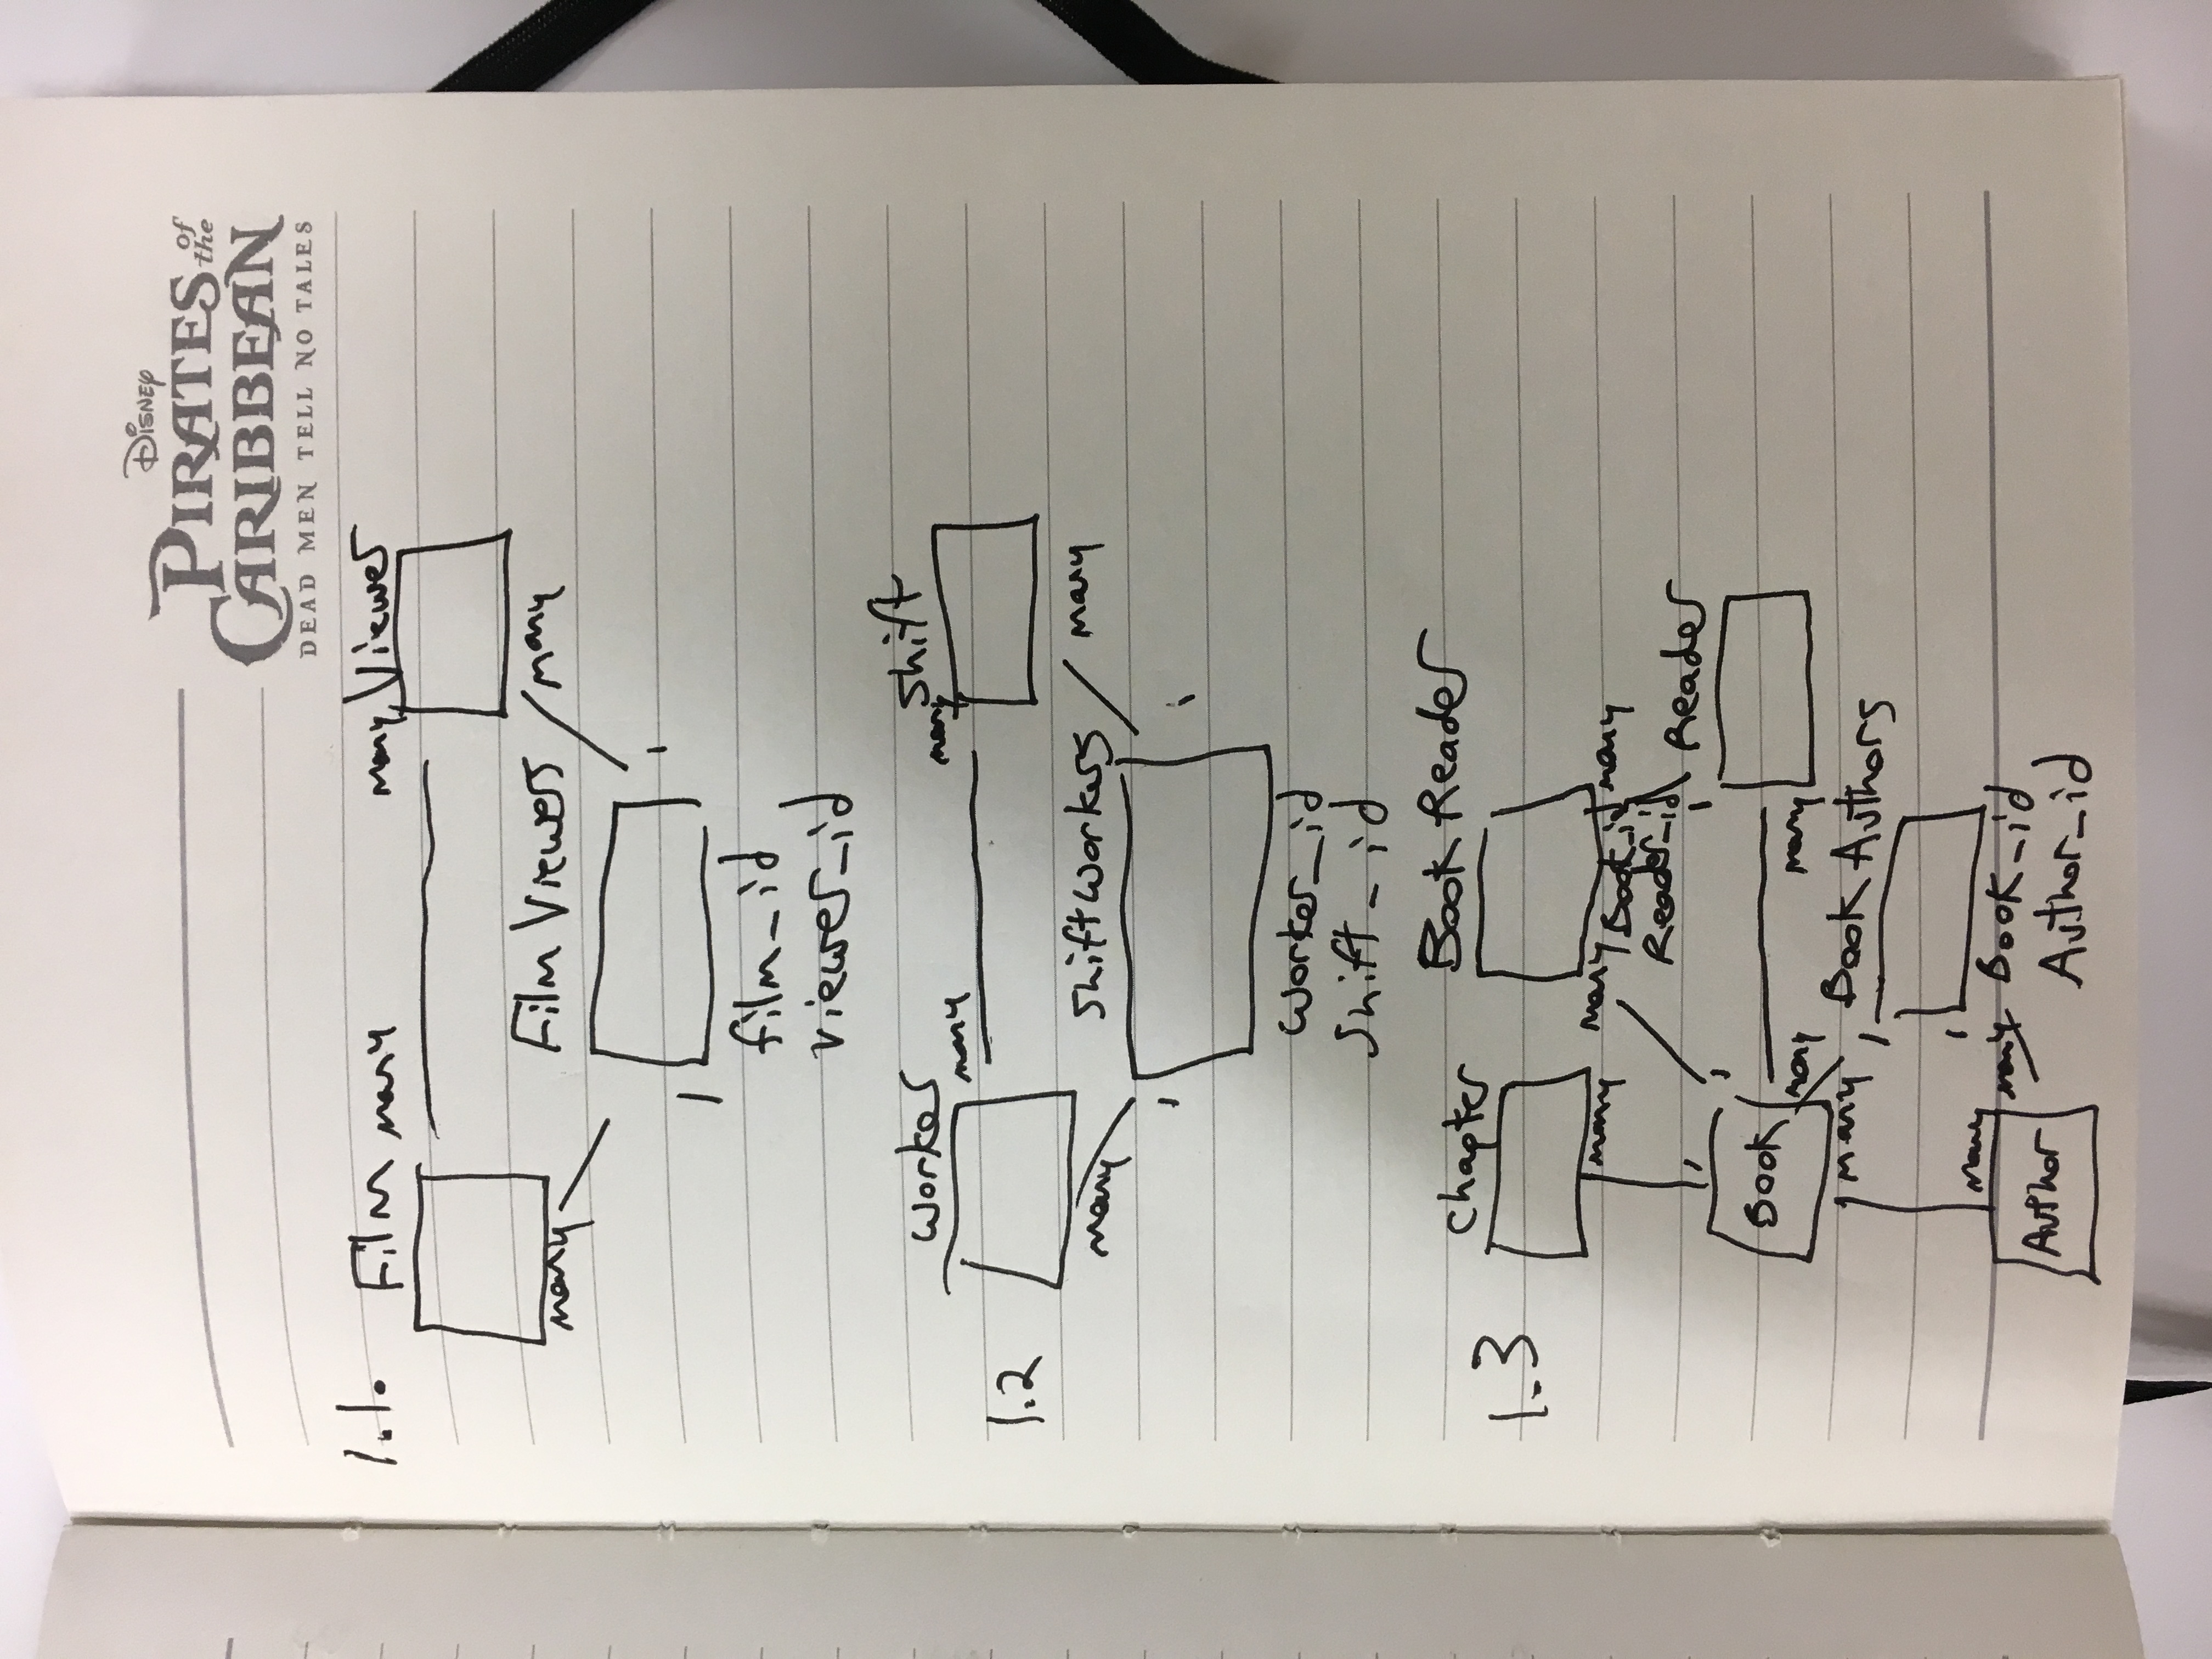 Disney
PIRATES of the
CARIBBEAN
DEAD MEN TELL NO TALES
1.1. Film many many Viewer
many Film Viewers many
1 1
film_id
viewer_id
Worker Shift
many many
1.2
many ShiftWorkers many
1 1
Worker_id
Shift_id
Chapter Book Reader
1.3
many many Book_id many
Reader_id
1 1 1 Reader
Book
many many
many Book Authors
1
1
many
many Book_id
Author
Author_id